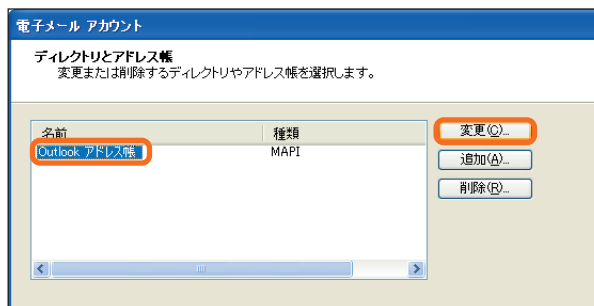 電子メール アカウント
ディレクトリとアドレス帳
変更または削除するディレクトリやアドレス帳を選択します。
名前 種類
Outlook アドレス帳 MAPI
変更(C)...
追加(A)...
削除(R)...